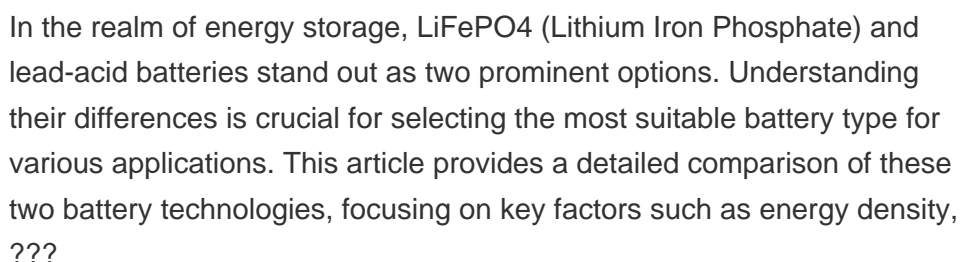 In the realm of energy storage, LiFePO4 (Lithium Iron Phosphate) and
lead-acid batteries stand out as two prominent options. Understanding
their differences is crucial for selecting the most suitable battery type for
various applications. This article provides a detailed comparison of these
two battery technologies, focusing on key factors such as energy density,
???